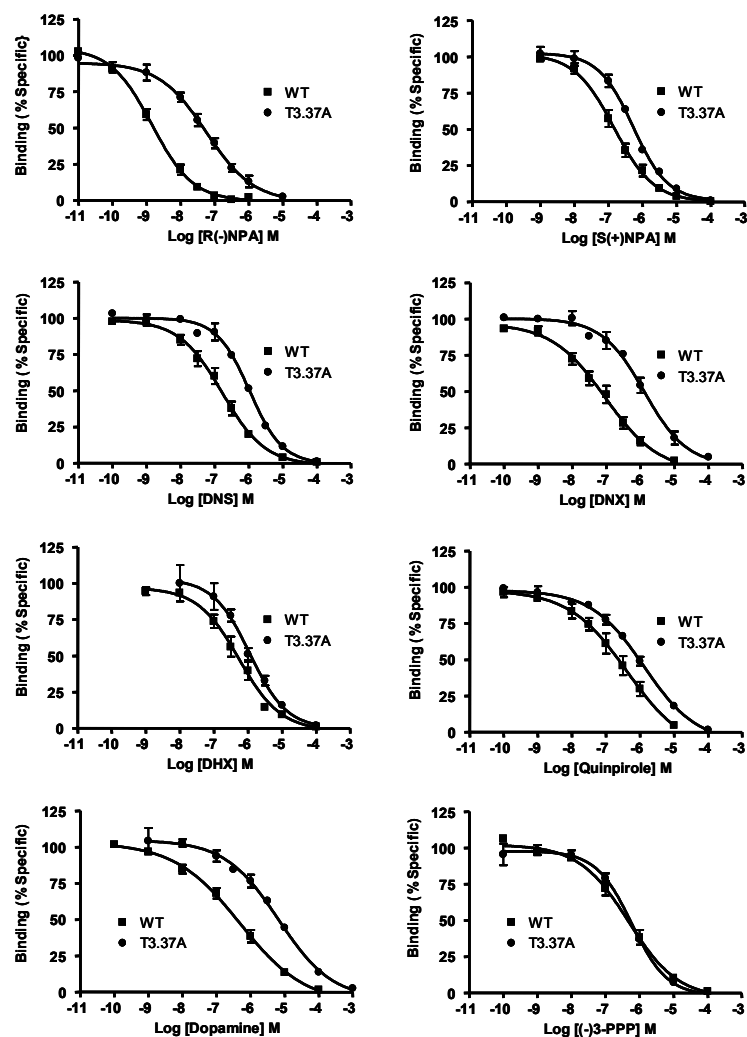 Binding (% Specific}
125
100
75
50
25
0
-11 -10 -9 -8 -7 -6 -5 -4 -3
Log [R(-)NPA] M
WT
T3.37A
Binding (% Specific)
125
100
75
50
25
0
-11 -10 -9 -8 -7 -6 -5 -4 -3
Log [S(+)NPA] M
WT
T3.37A
Binding (% Specific)
125
100
75
50
25
0
-11 -10 -9 -8 -7 -6 -5 -4 -3
Log [DNS] M
WT
T3.37A
Binding (% Specific)
125
100
75
50
25
0
-11 -10 -9 -8 -7 -6 -5 -4 -3
Log [DNX] M
WT
T3.37A
Binding (% Specific)
125
100
75
50
25
0
-11 -10 -9 -8 -7 -6 -5 -4 -3
Log [DHX] M
WT
T3.37A
Binding (% Specific)
125
100
75
50
25
0
-11 -10 -9 -8 -7 -6 -5 -4 -3
Log [Quinpirole] M
WT
T3.37A
Binding (% Specific)
125
100
75
50
25
0
-11 -10 -9 -8 -7 -6 -5 -4 -3
Log [Dopamine] M
WT
T3.37A
Binding (% Specific)
125
100
75
50
25
0
-11 -10 -9 -8 -7 -6 -5 -4 -3
Log [(-)3-PPP] M
WT
T3.37A